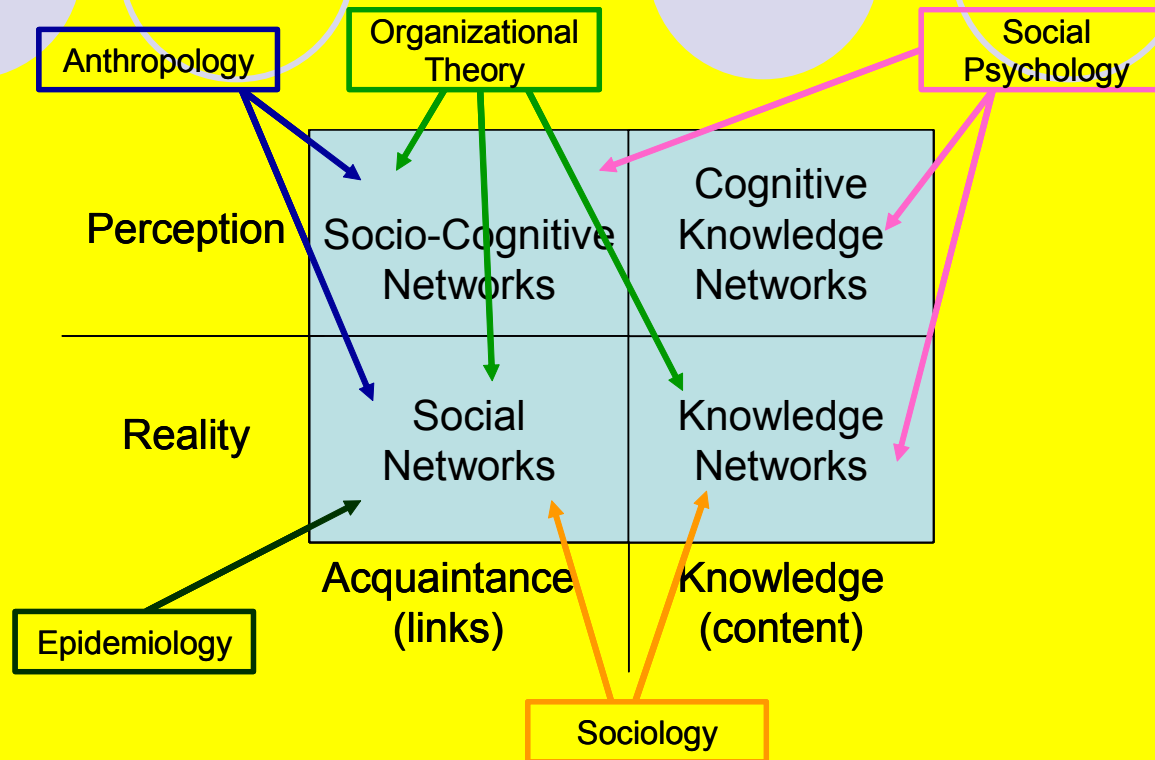 Anthropology
Organizational
Theory
Social
Psychology
Perception
Socio-Cognitive
Networks
Cognitive
Knowledge
Networks
Reality
Social
Networks
Knowledge
Networks
Acquaintance
(links)
Knowledge
(content)
Epidemiology
Sociology